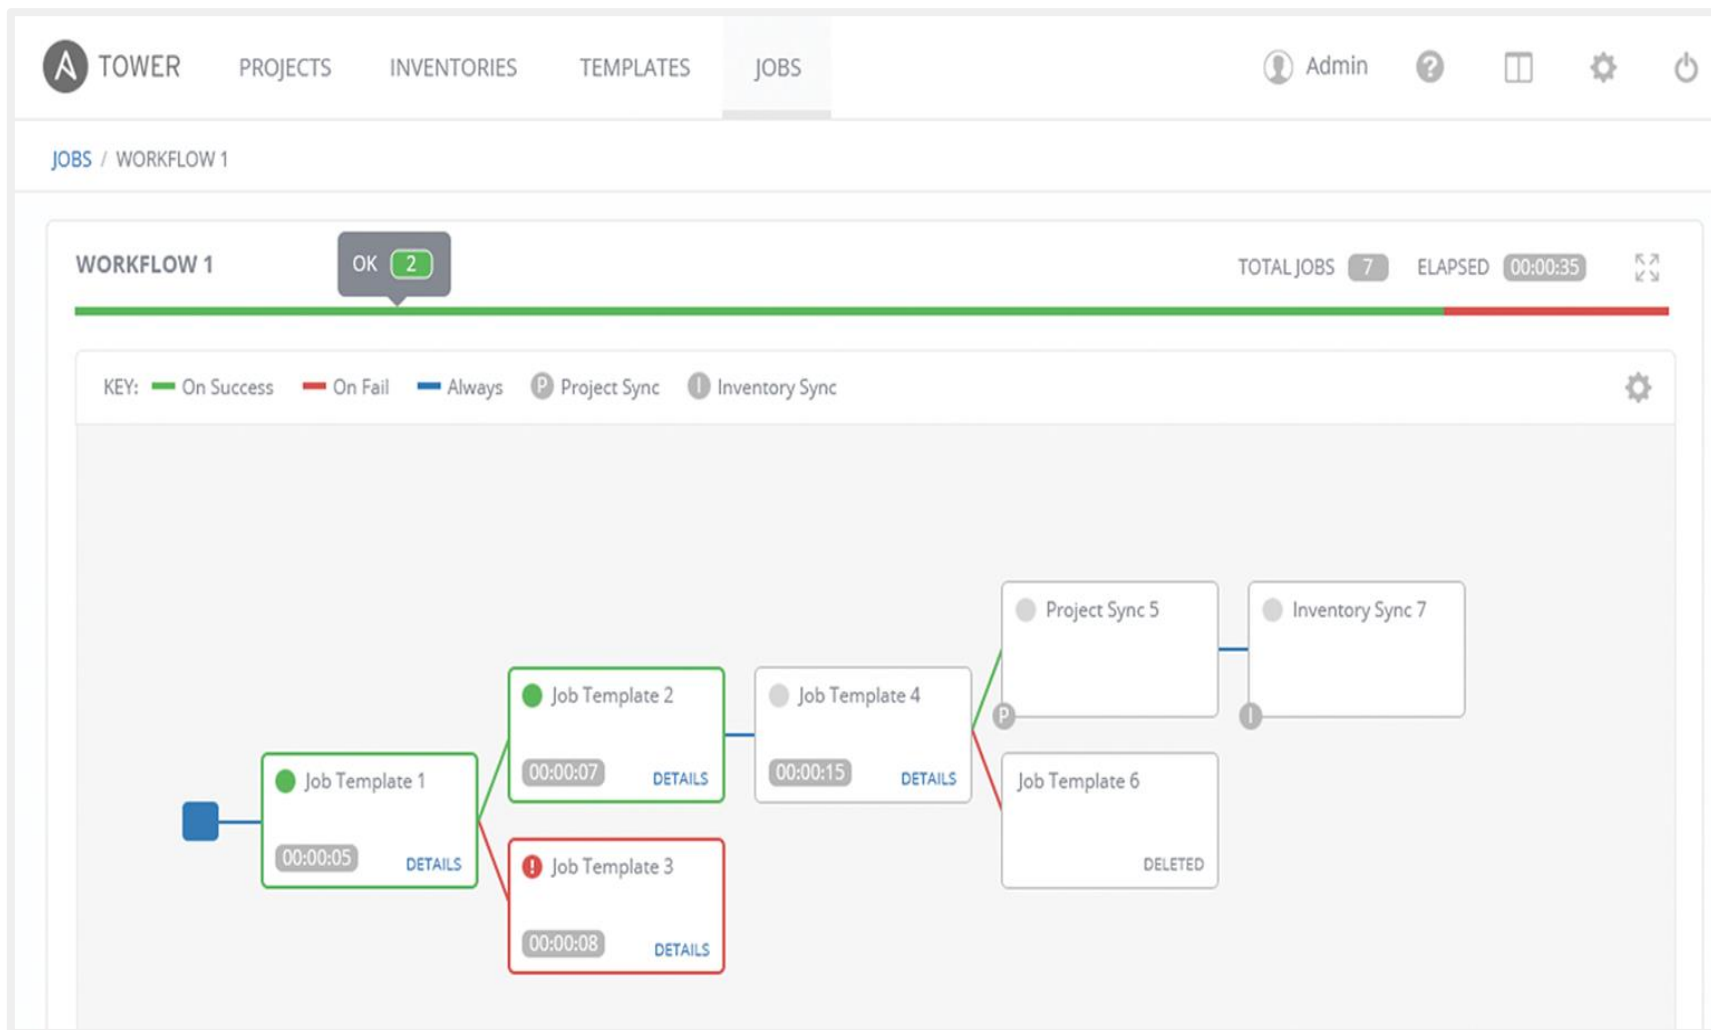 TOWER PROJECTS INVENTORIES TEMPLATES JOBS Admin ?
JOBS / WORKFLOW 1
WORKFLOW 1 OK 2 TOTAL JOBS 7 ELAPSED 00:00:35
KEY: On Success On Fail Always P Project Sync I Inventory Sync
Project Sync 5 Inventory Sync 7
P I
Job Template 2 Job Template 4
00:00:07 DETAILS 00:00:15 DETAILS
Job Template 1 Job Template 6
00:00:05 DETAILS DELETED
! Job Template 3
00:00:08 DETAILS